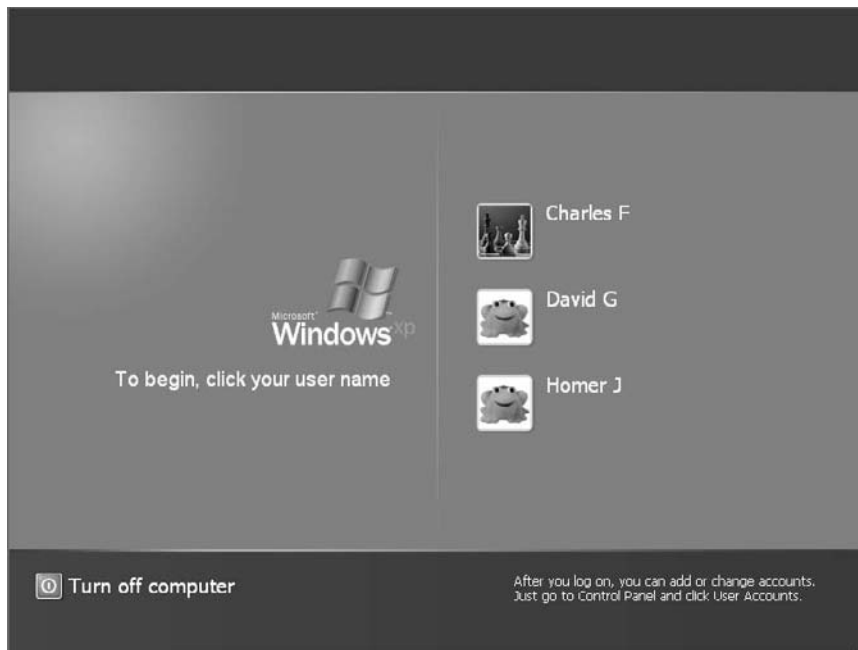 Charles F
David G
Microsoft
Windows xp
To begin, click your user name
Homer J
Turn off computer
After you log on, you can add or change accounts.
Just go to Control Panel and click User Accounts.